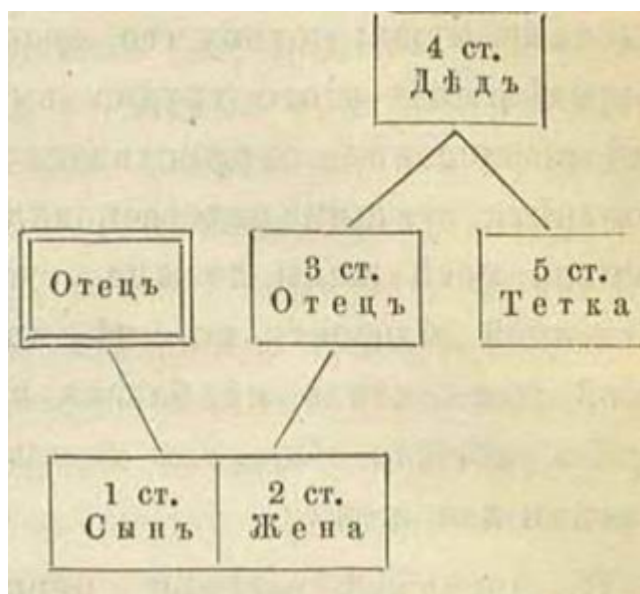 4 ст.
Дѣдъ
Отецъ
3 ст.
Отецъ
5 ст.
Тетка
1 ст.
Сынъ
2 ст.
Жена